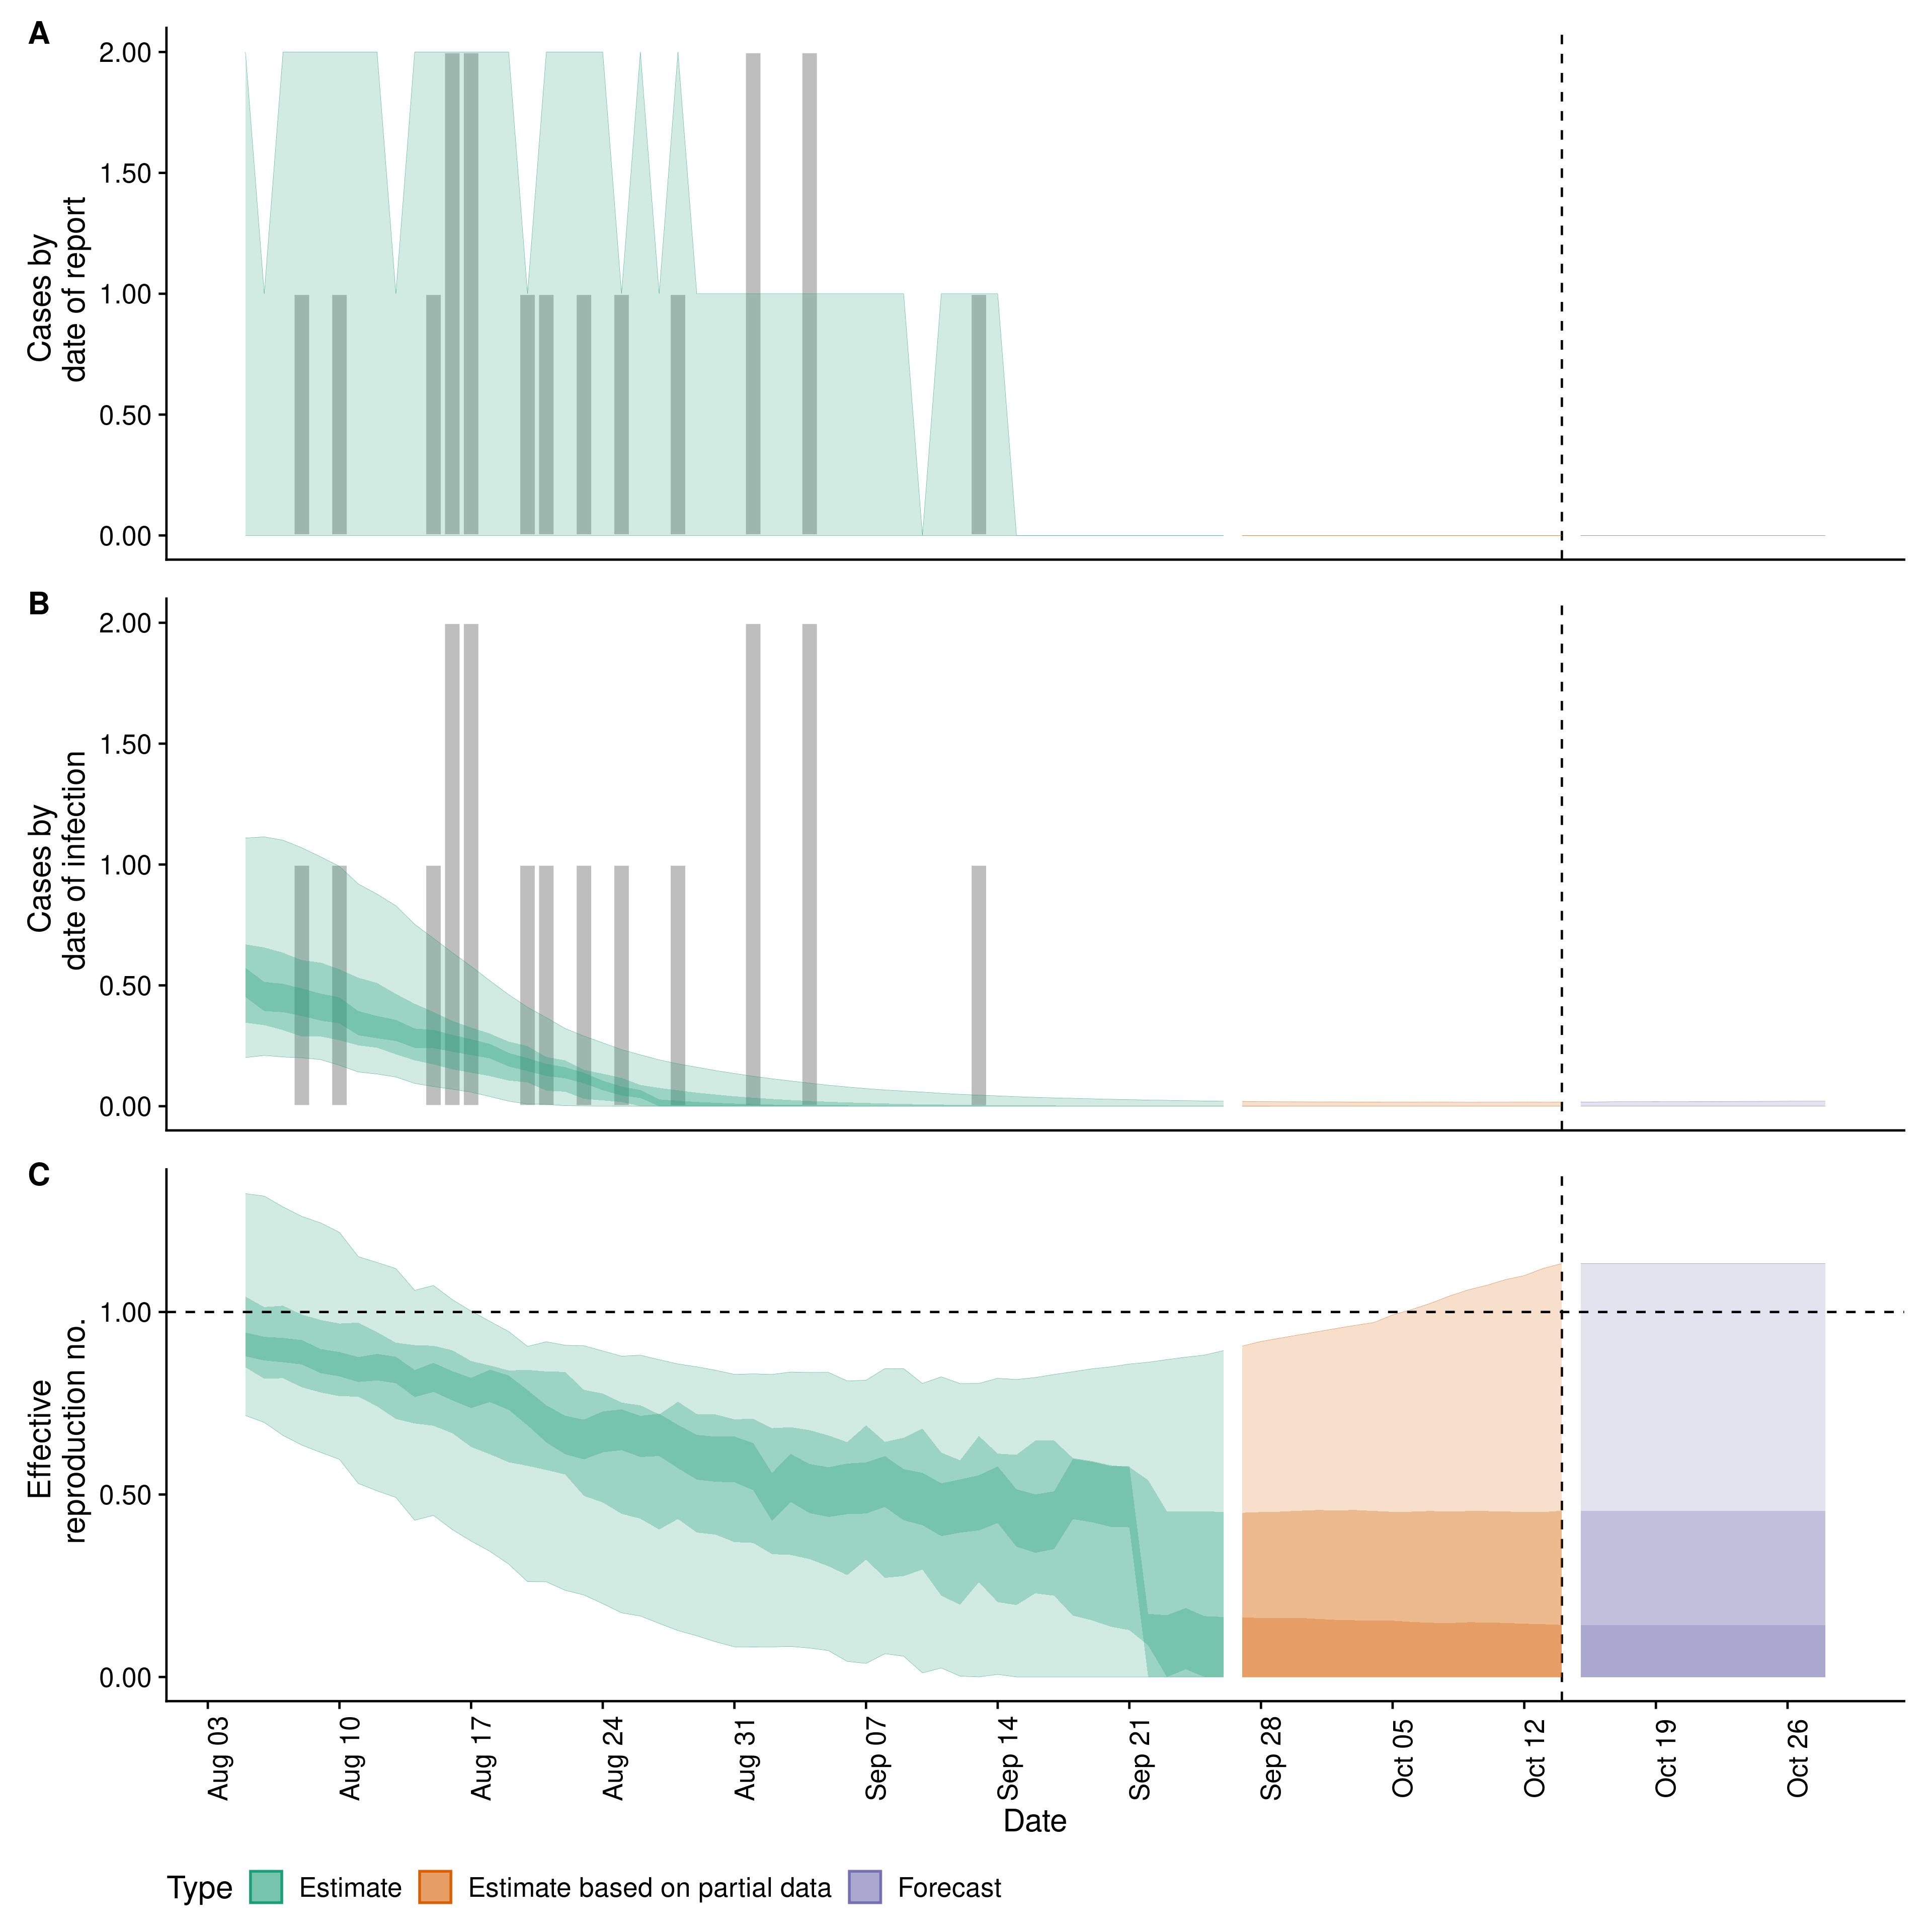 A
2.00
1.50
1.00
0.50
0.00
Cases by
date of report
B
2.00
1.50
1.00
0.50
0.00
Cases by
date of infection
C
1.00
0.50
0.00
Effective
reproduction no.
Aug 03
Aug 10
Aug 17
Aug 24
Aug 31
Sep 07
Sep 14
Sep 21
Sep 28
Oct 05
Oct 12
Oct 19
Oct 26
Date
Type Estimate Estimate based on partial data Forecast